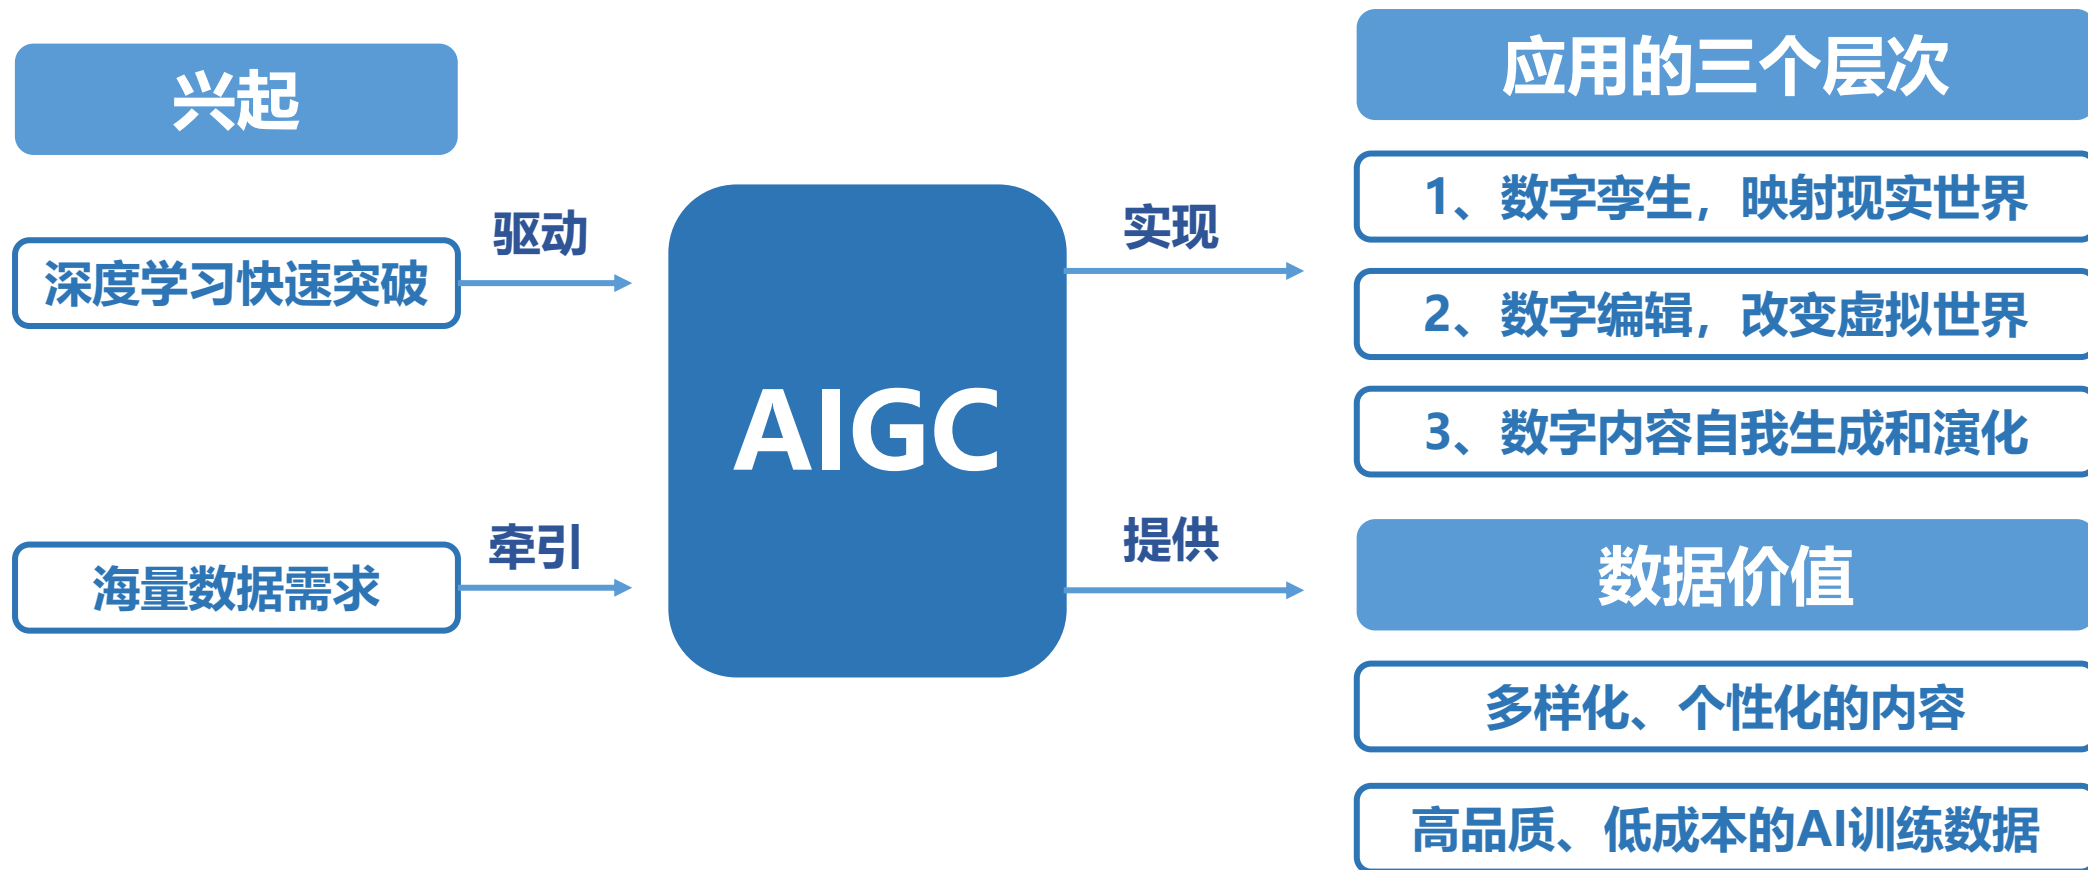 兴起
深度学习快速突破
驱动
海量数据需求
牵引
AIGC
实现
提供
应用的三个层次
1、数字孪生，映射现实世界
2、数字编辑，改变虚拟世界
3、数字内容自我生成和演化
数据价值
多样化、个性化的内容
高品质、低成本的AI训练数据